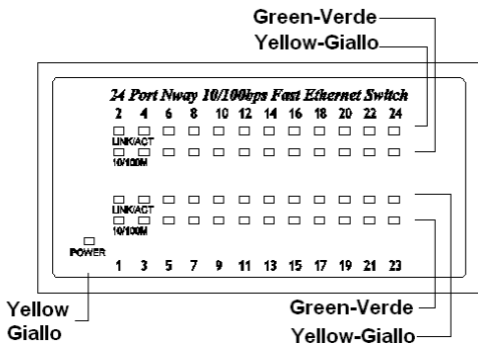 Green-Verde
Yellow-Giallo
24 Port Nway 10/100bps Fast Ethernet Switch
2 4 6 8 10 12 14 16 18 20 22 24
LINK/ACT
10/100M
LINK/ACT
10/100M
POWER
1 3 5 7 9 11 13 15 17 19 21 23
Yellow
Giallo
Green-Verde
Yellow-Giallo